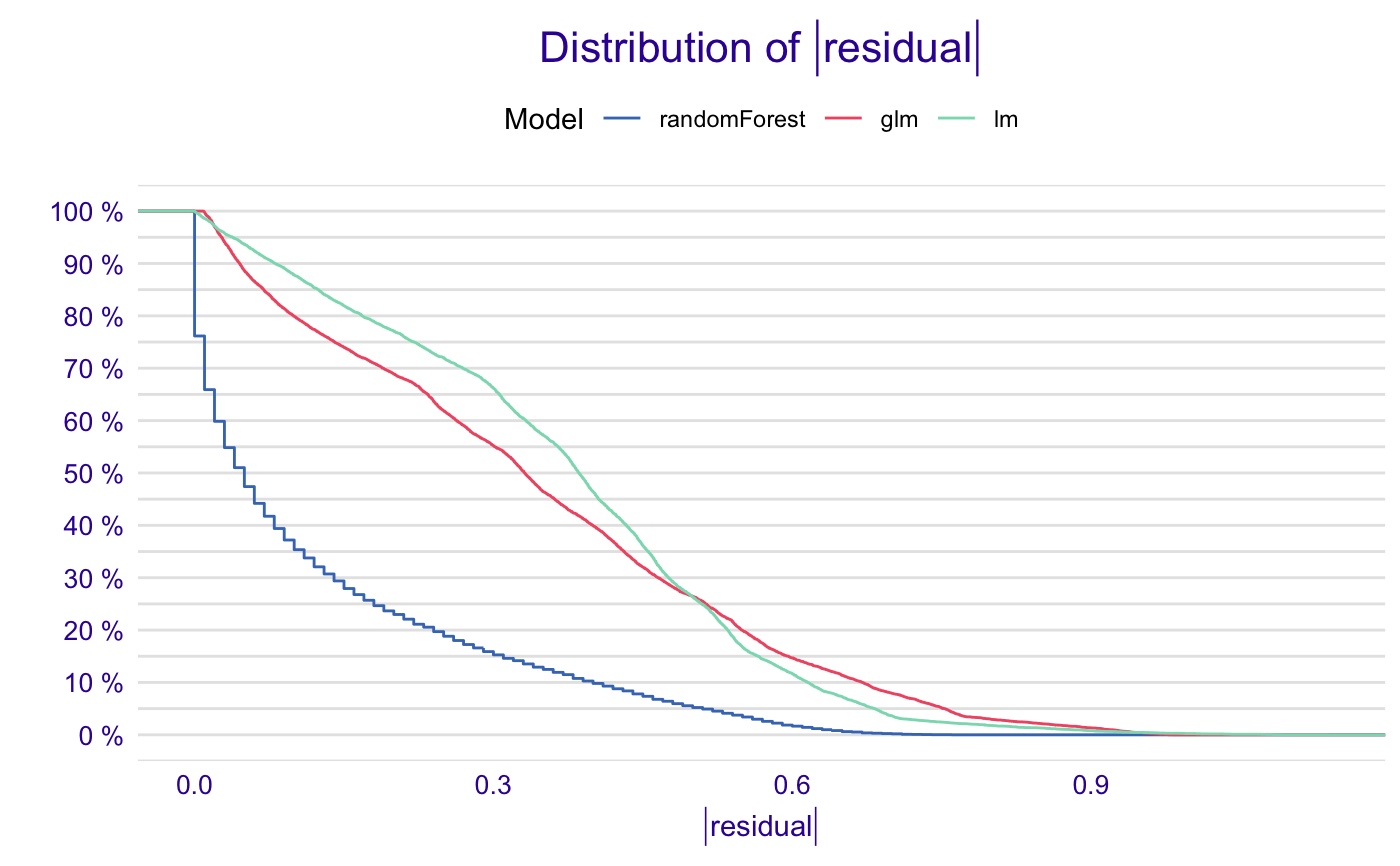 Distribution of |residual|
Model randomForest glm lm
100 %
90 %
80 %
70 %
60 %
50 %
40 %
30 %
20 %
10 %
0 %
0.0 0.3 0.6 0.9
|residual|